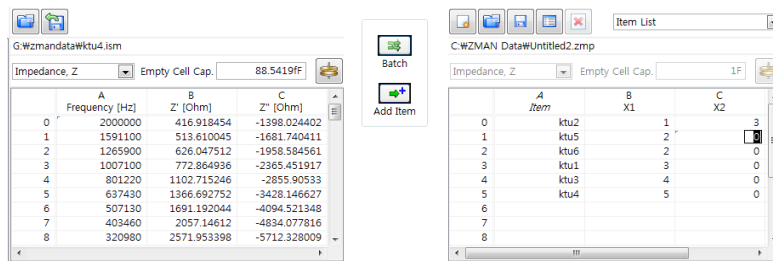 Item List
G:₩zmandata₩ktu4.ism
C:₩ZMAN Data₩Untitled2.zmp
Impedance, Z Empty Cell Cap. 88.5419fF
Batch
Add Item
Impedance, Z Empty Cell Cap. 1F
A B C
Frequency [Hz] Z' [Ohm] Z" [Ohm]
0 2000000 416.918454 -1398.024402
1 1591100 513.610045 -1681.740411
2 1265900 626.047512 -1958.584561
3 1007100 772.864936 -2365.451917
4 801220 1102.715246 -2855.90533
5 637430 1366.692752 -3428.146627
6 507130 1691.192044 -4094.521348
7 403460 2057.14612 -4834.077816
8 320980 2571.953398 -5712.328009
A B C
Item X1 X2
0 ktu2 1 3
1 ktu5 2 0
2 ktu6 2 0
3 ktu1 3 0
4 ktu3 4 0
5 ktu4 5 0
6
7
8